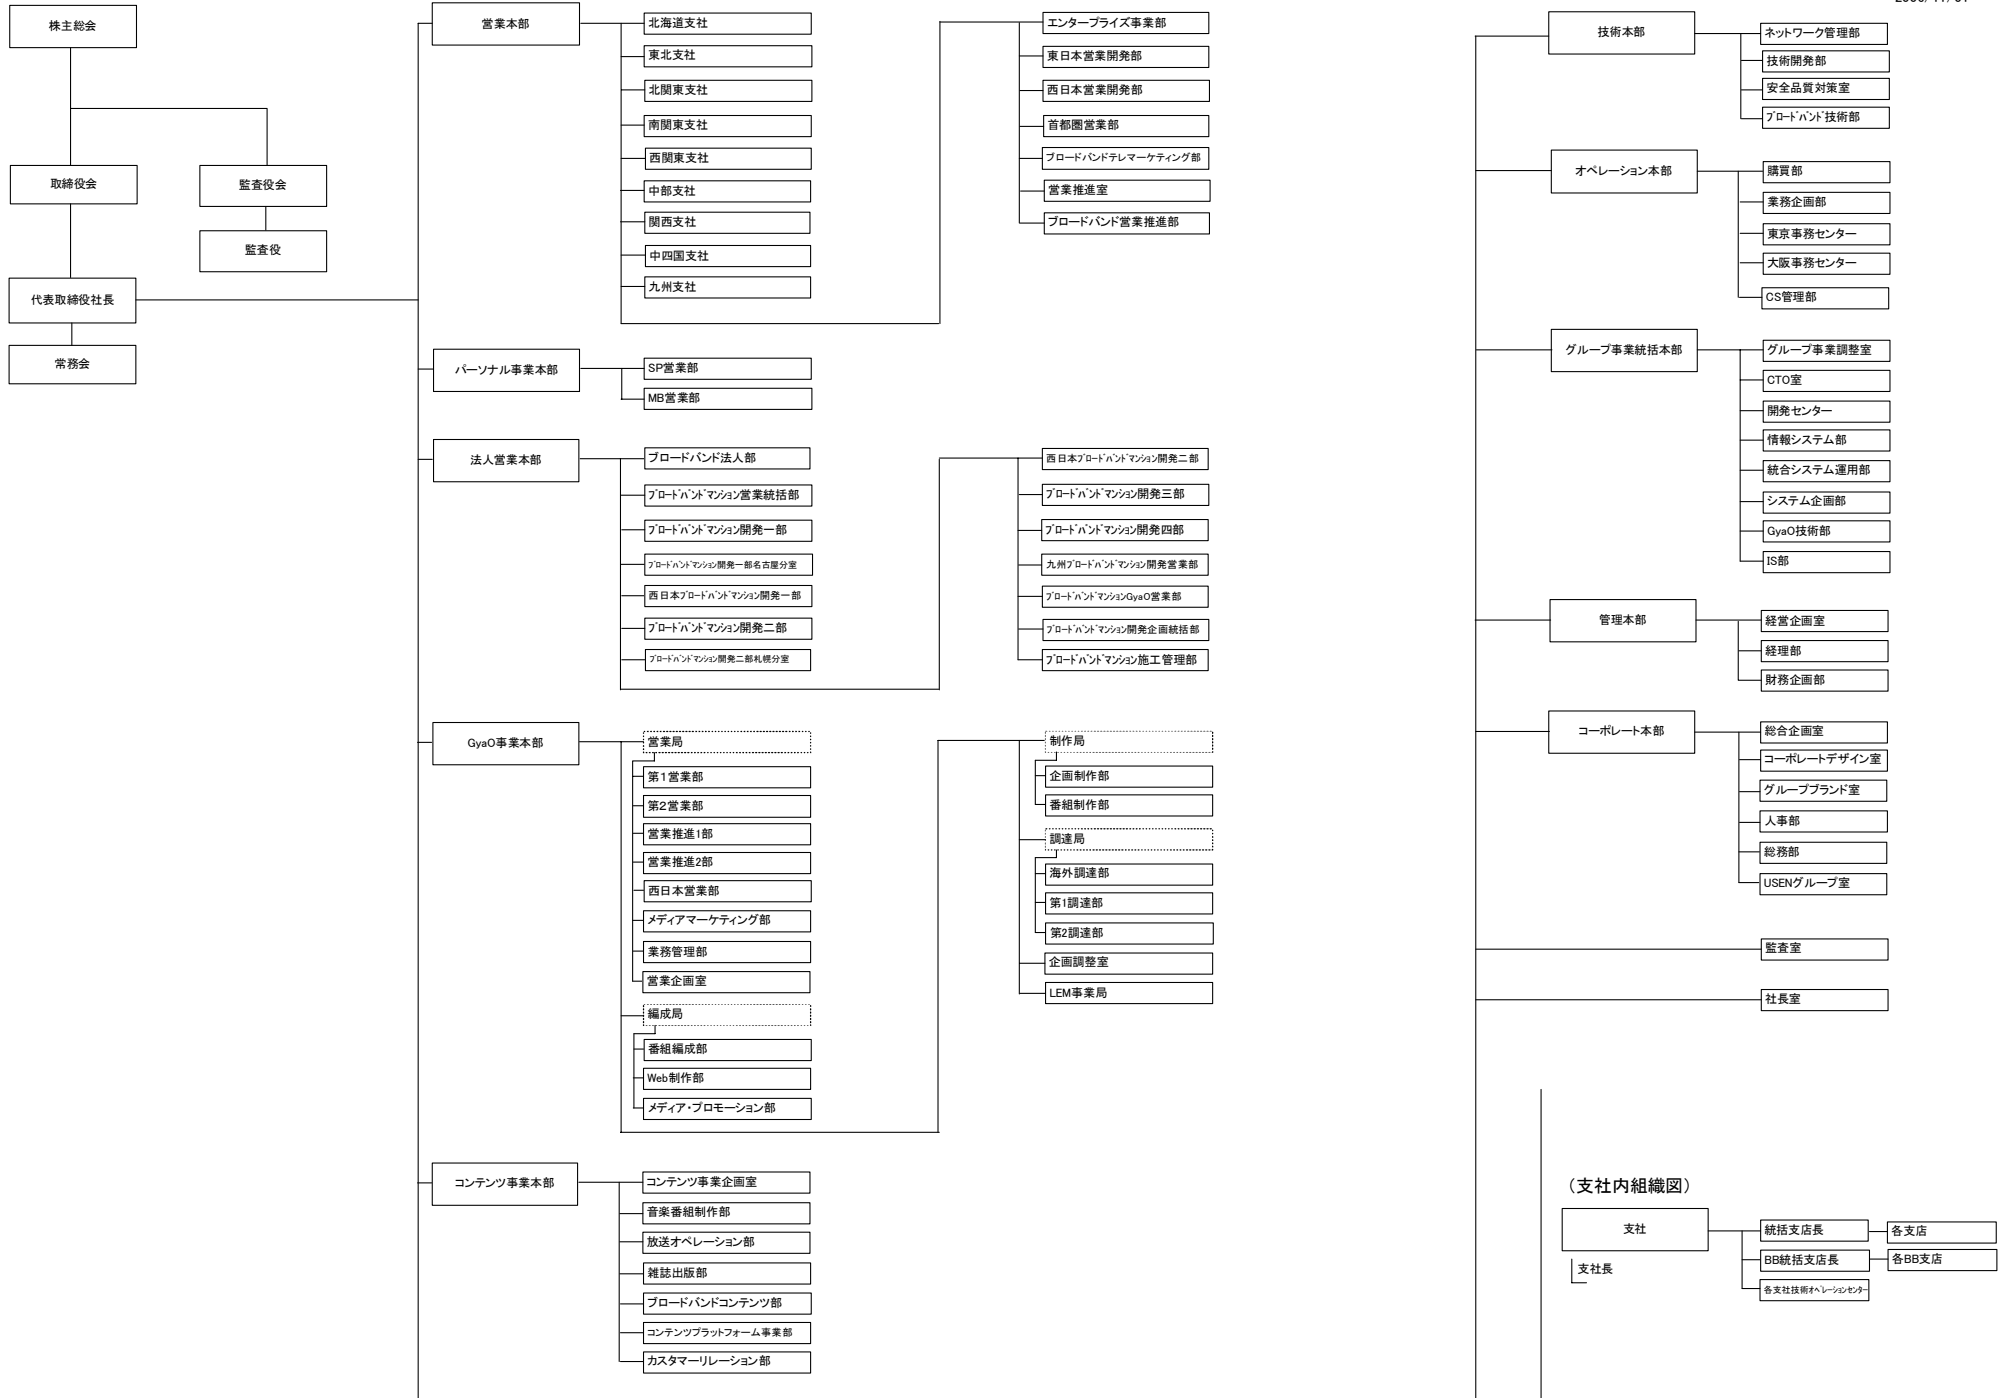 株主総会
取締役会
監査役会
監査役
代表取締役社長
常務会
営業本部
北海道支社
東北支社
北関東支社
南関東支社
西関東支社
中部支社
関西支社
中四国支社
九州支社
エンタープライズ事業部
東日本営業開発部
西日本営業開発部
首都圏営業部
ブロードバンドテレマーケティング部
営業推進室
ブロードバンド営業推進部
パーソナル事業本部
SP営業部
MB営業部
法人営業本部
ブロードバンド法人部
ブロードバンドマンション営業統括部
ブロードバンドマンション開発一部
ブロードバンドマンション開発一部名古屋分室
西日本ブロードバンドマンション開発一部
ブロードバンドマンション開発二部
ブロードバンドマンション開発二部札幌分室
西日本ブロードバンドマンション開発二部
ブロードバンドマンション開発三部
ブロードバンドマンション開発四部
九州ブロードバンドマンション開発営業部
ブロードバンドマンションGyaO営業部
ブロードバンドマンション開発企画統括部
ブロードバンドマンション施工管理部
GyaO事業本部
営業局
第1営業部
第2営業部
営業推進1部
営業推進2部
西日本営業部
メディアマーケティング部
業務管理部
営業企画室
編成局
番組編成部
Web制作部
メディア・プロモーション部
制作局
企画制作部
番組制作部
調達局
海外調達部
第1調達部
第2調達部
企画調整室
LEM事業局
コンテンツ事業本部
コンテンツ事業企画室
音楽番組制作部
放送オペレーション部
雑誌出版部
ブロードバンドコンテンツ部
コンテンツプラットフォーム事業部
カスタマーリレーション部
技術本部
ネットワーク管理部
技術開発部
安全品質対策室
ブロードバンド技術部
オペレーション本部
購買部
業務企画部
東京事務センター
大阪事務センター
CS管理部
グループ事業統括本部
グループ事業調整室
CTO室
開発センター
情報システム部
統合システム運用部
システム企画部
GyaO技術部
IS部
管理本部
経営企画室
経理部
財務企画部
コーポレート本部
総合企画室
コーポレートデザイン室
グループブランド室
人事部
総務部
USENグループ室
監査室
社長室
（支社内組織図）
支社
支社長
統括支店長
各支店
BB統括支店長
各BB支店
各支社技術オペレーションセンター